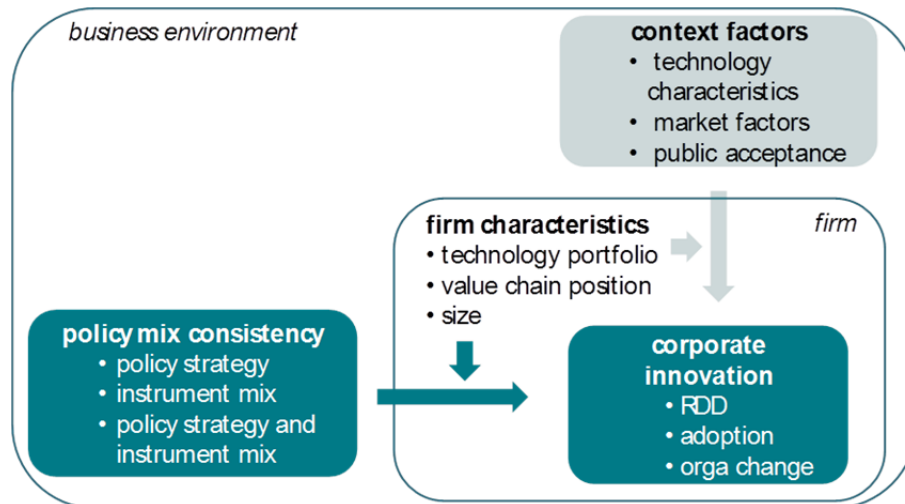 business environment
context factors
• technology
characteristics
• market factors
• public acceptance
firm characteristics
• technology portfolio
• value chain position
• size
firm
policy mix consistency
• policy strategy
• instrument mix
• policy strategy and
instrument mix
corporate
innovation
• RDD
• adoption
• orga change